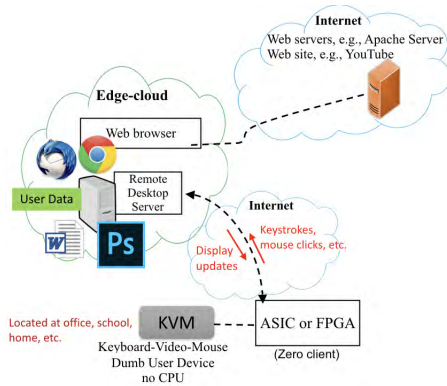 Internet
Web servers, e.g., Apache Server
Web site, e.g., YouTube
Edge-cloud
Web browser
Remote
Desktop
Server
User Data
W
Ps
Internet
Keystrokes,
mouse clicks, etc.
Display
updates
Located at office, school,
home, etc.
KVM
ASIC or FPGA
Keyboard-Video-Mouse
Dumb User Device
no CPU
(Zero client)